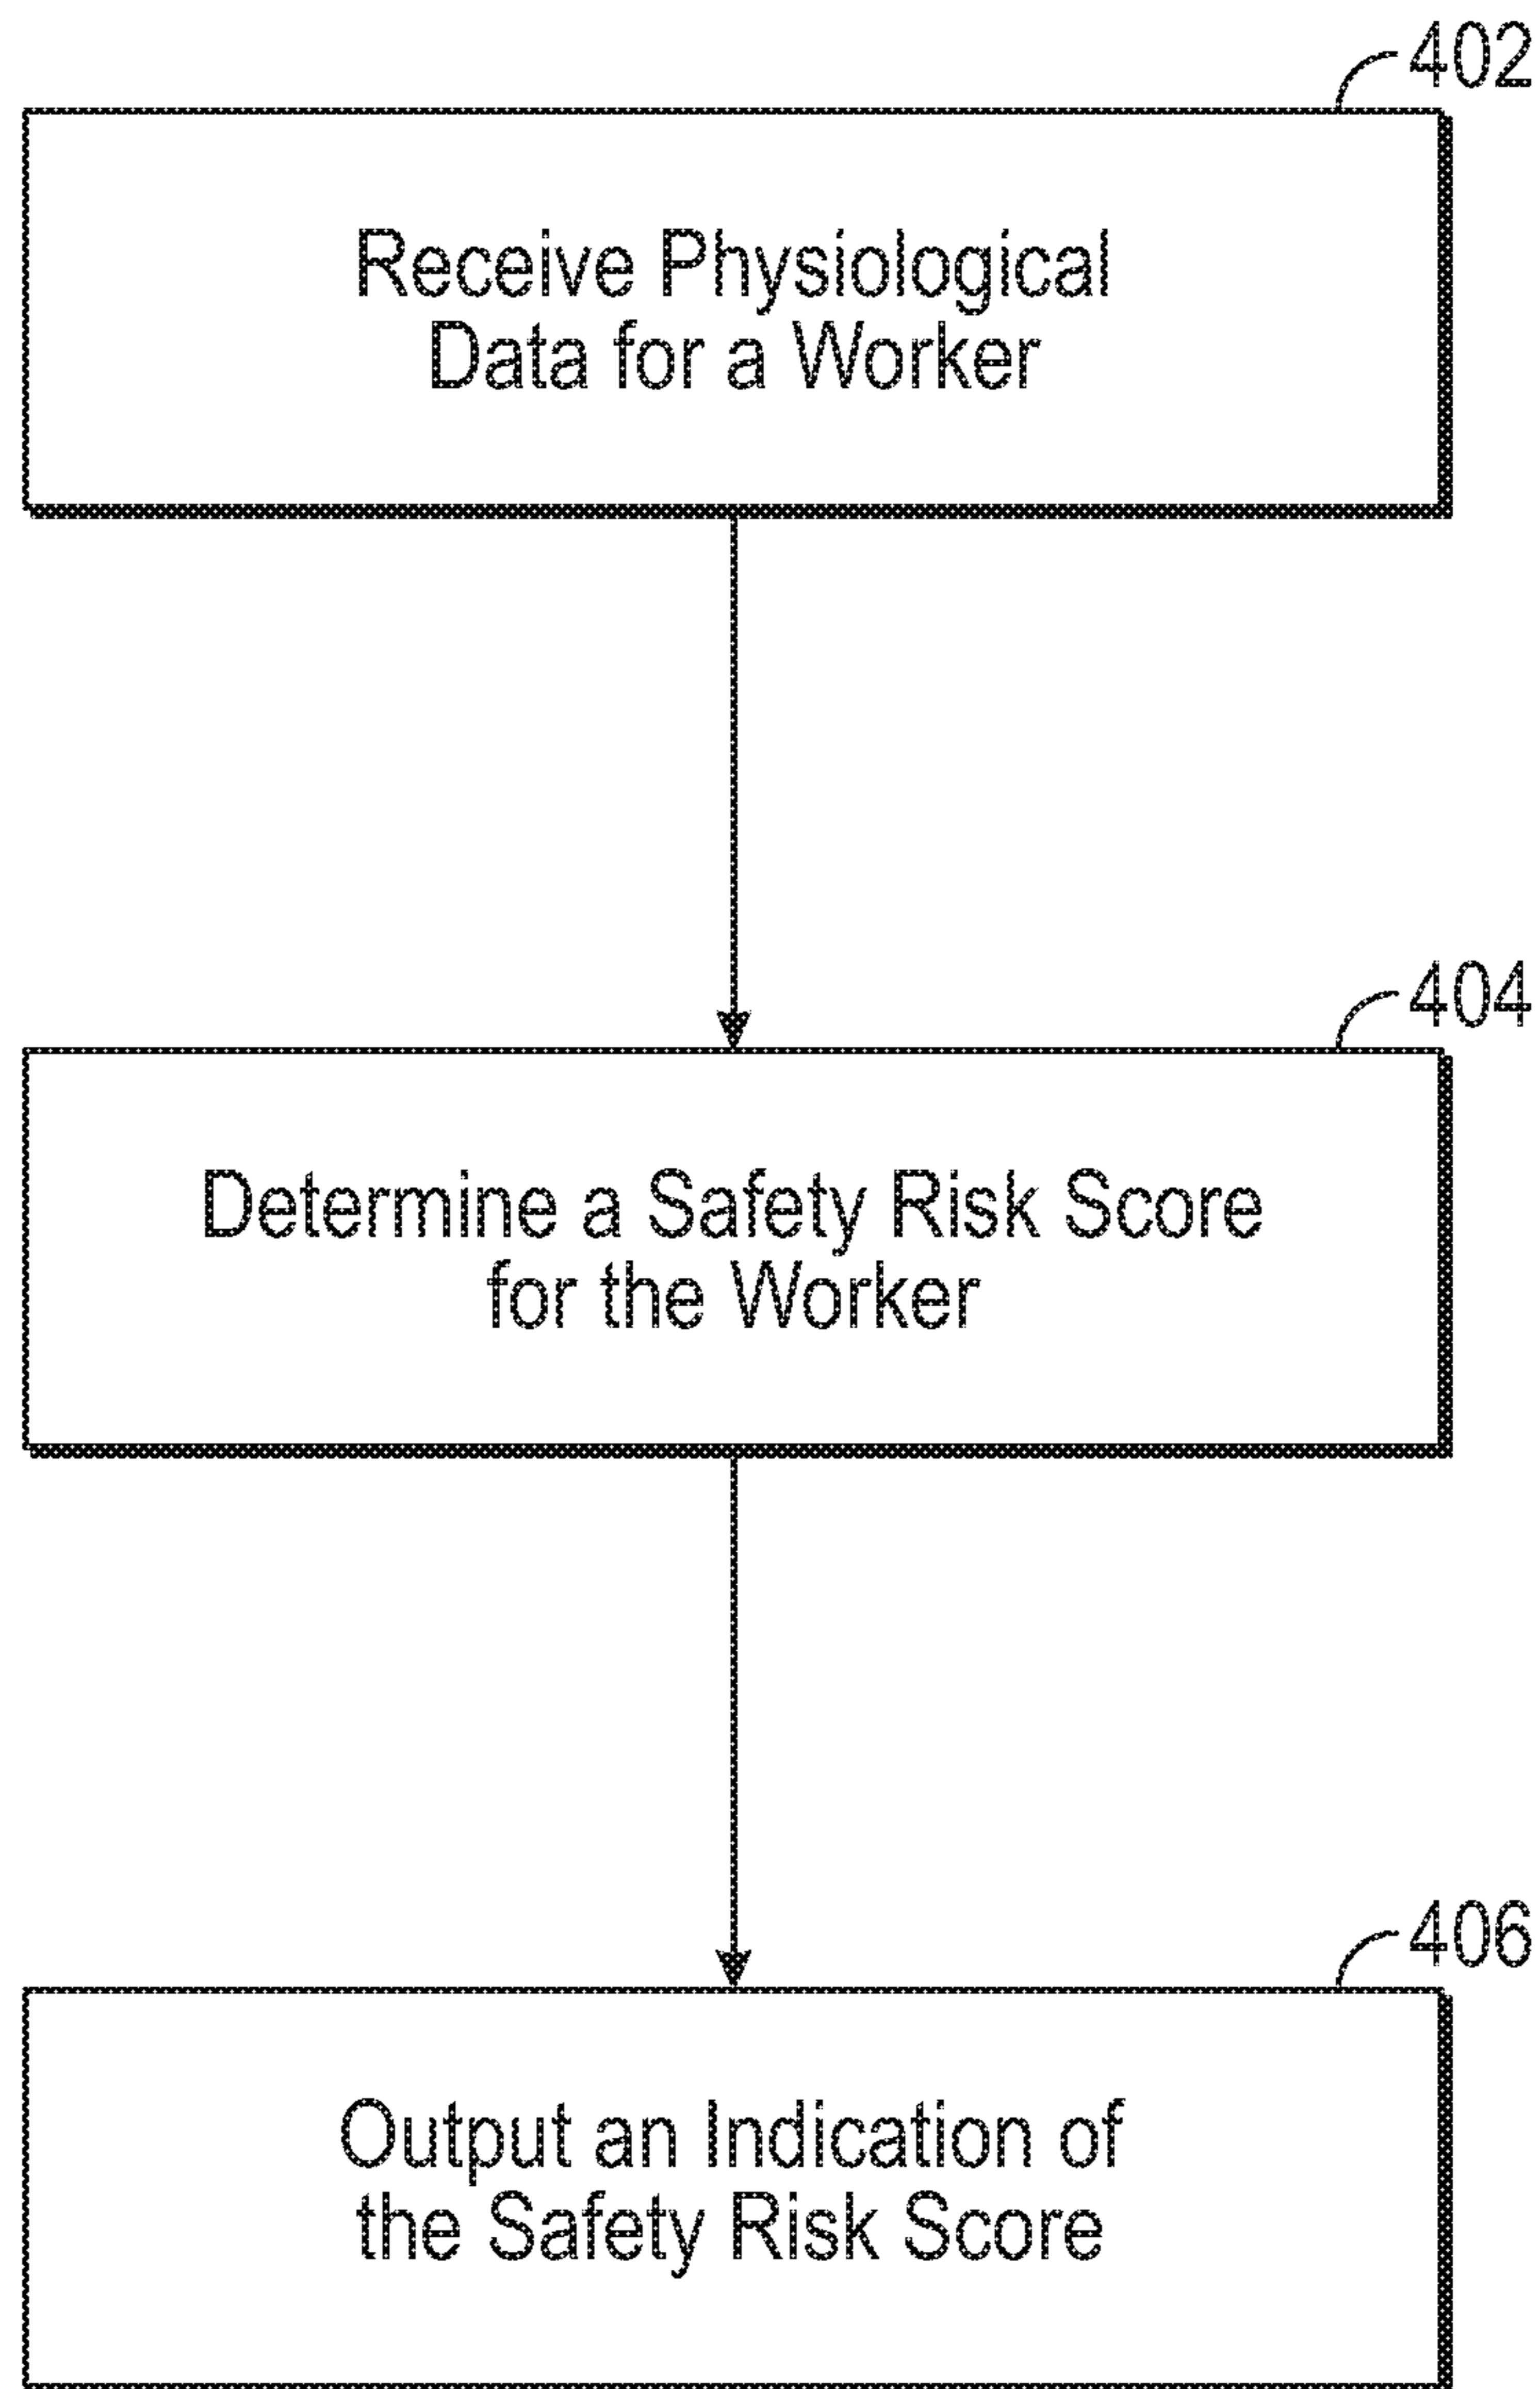 402
Receive Physiological
Data for a Worker
404
Determine a Safety Risk Score
for the Worker
406
Output an Indication of
the Safety Risk Score